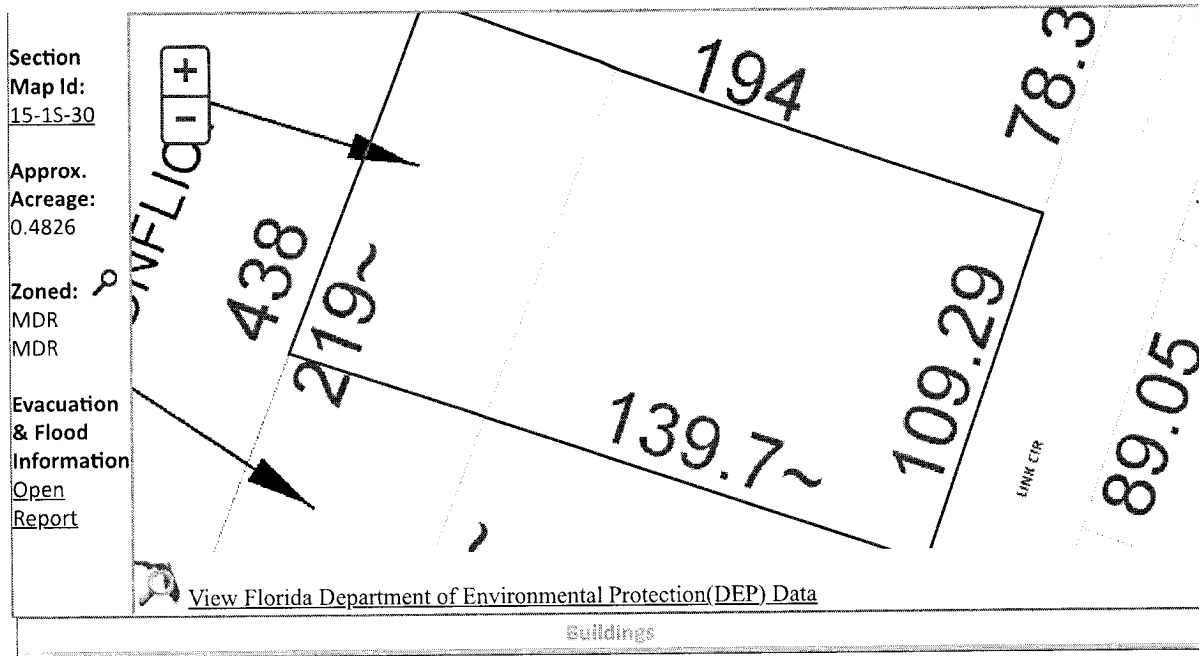 Section
Map Id:
15-1S-30
Approx.
Acreage:
0.4826
Zoned:
MDR
MDR
Evacuation
& Flood
Information
Open
Report
+
-
194
78.3
438
219~
139.7~
109.29
89.05
LINK CIR
~
View Florida Department of Environmental Protection(DEP) Data
Buildings